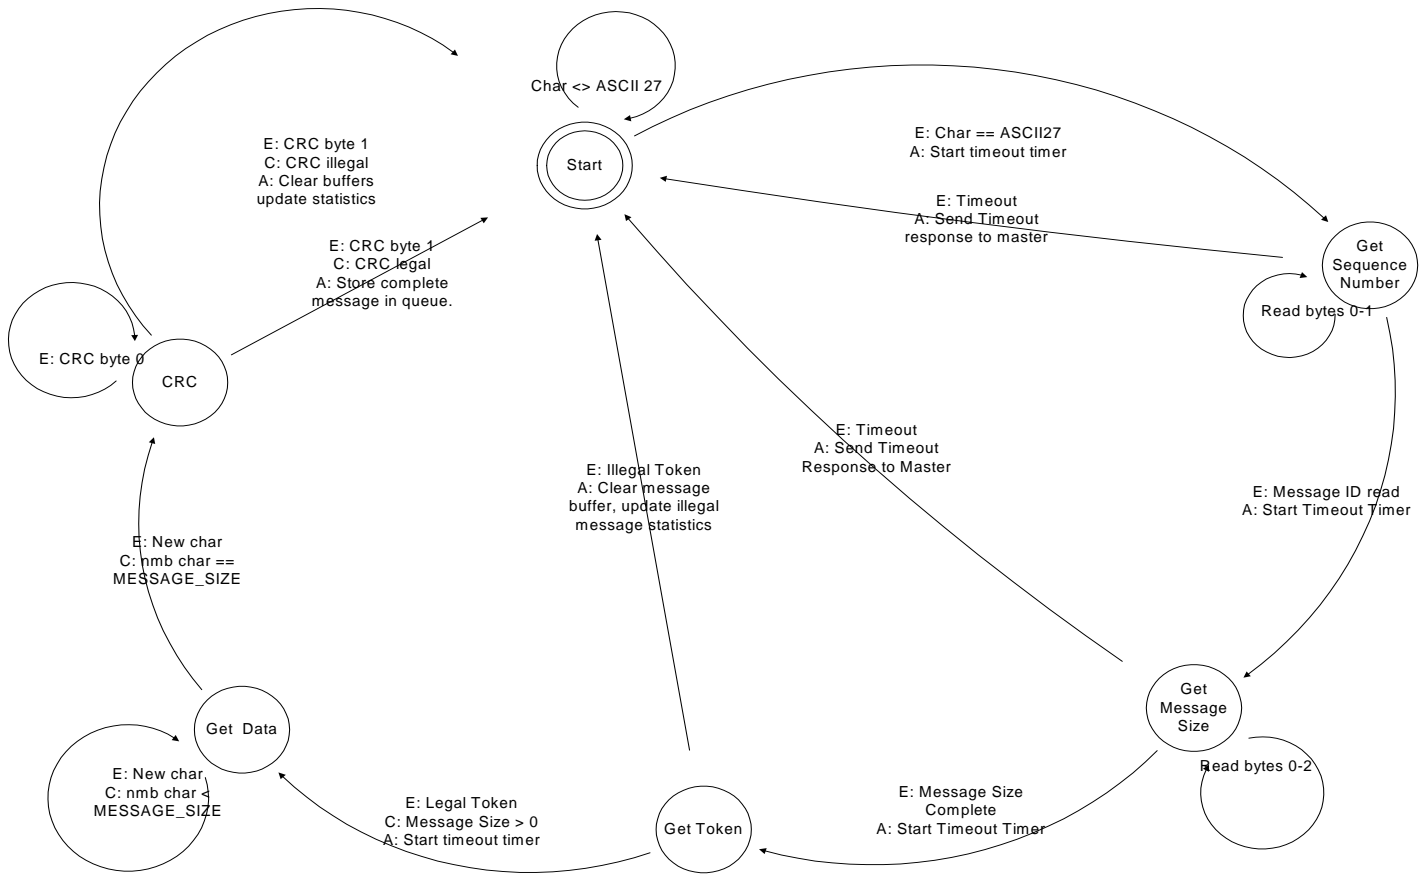 Char <> ASCII 27
Start
E: Char == ASCII27
A: Start timeout timer
E: Timeout
A: Send Timeout
response to master
Get
Sequence
Number
Read bytes 0-1
E: CRC byte 1
C: CRC illegal
A: Clear buffers
update statistics
E: CRC byte 1
C: CRC legal
A: Store complete
message in queue.
E: CRC byte 0
CRC
E: Timeout
A: Send Timeout
Response to Master
E: Illegal Token
A: Clear message
buffer, update illegal
message statistics
E: Message ID read
A: Start Timeout Timer
E: New char
C: nmb char ==
MESSAGE_SIZE
Get
Message
Size
Read bytes 0-2
Get Data
E: New char
C: nmb char <
MESSAGE_SIZE
E: Legal Token
C: Message Size > 0
A: Start timeout timer
Get Token
E: Message Size
Complete
A: Start Timeout Timer